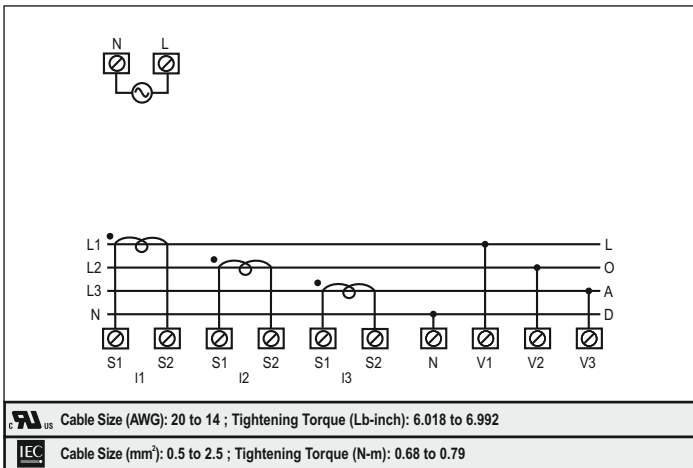 N L
L1 L
L2 O
L3 A
N D
S1 S2 S1 S2 S1 S2 N V1 V2 V3
I1 I2 I3
c RU US Cable Size (AWG): 20 to 14 ; Tightening Torque (Lb-inch): 6.018 to 6.992
IEC Cable Size (mm²): 0.5 to 2.5 ; Tightening Torque (N-m): 0.68 to 0.79